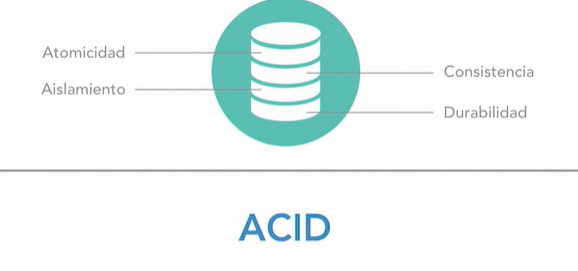 Atomicidad
Consistencia
Aislamiento
Durabilidad
ACID